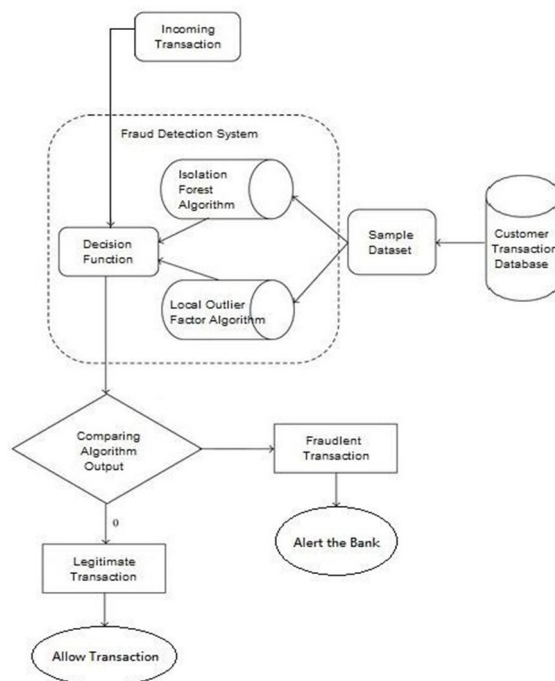 Incoming
Transaction
Fraud Detection System
Isolation
Forest
Algorithm
Decision
Function
Sample
Dataset
Customer
Transaction
Database
Local Outlier
Factor Algorithm
Comparing
Algorithm
Output
Fraudlent
Transaction
0
Alert the Bank
Legitimate
Transaction
Allow Transaction